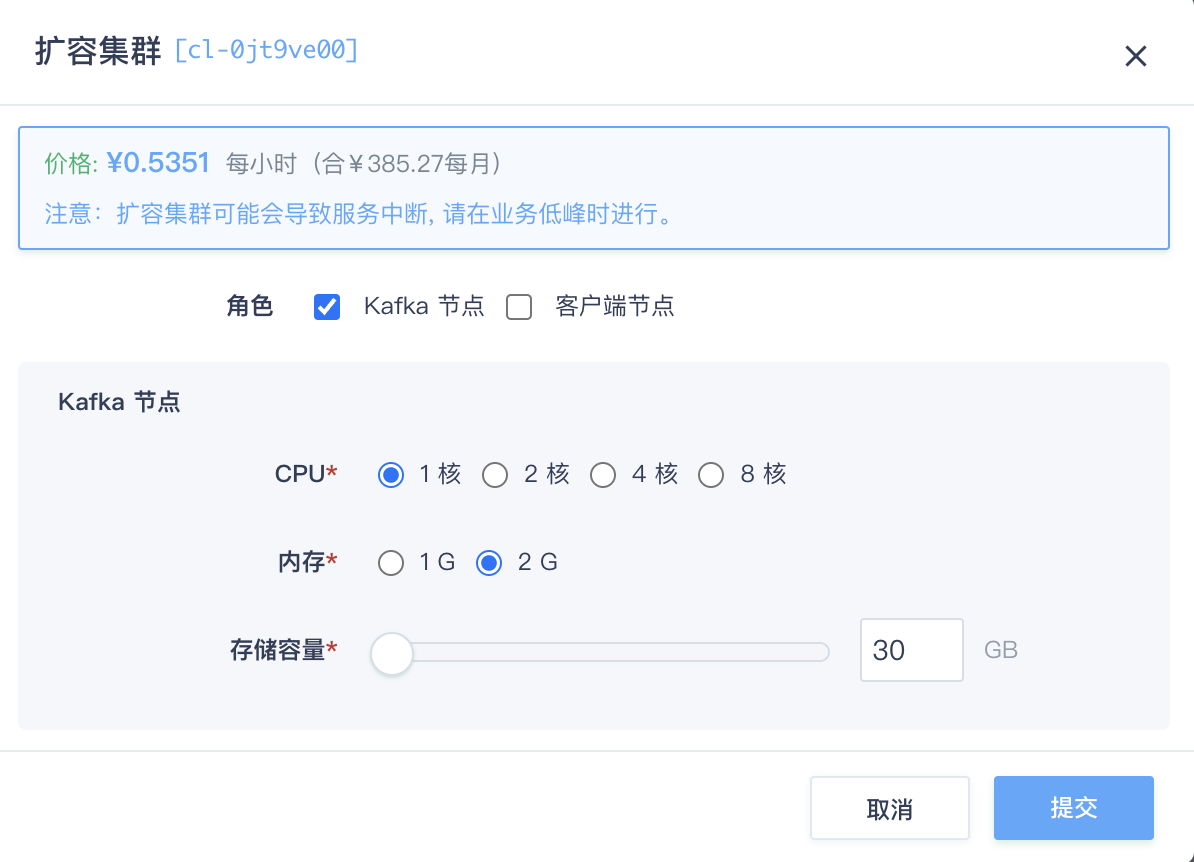 扩容集群 [cl-0jt9ve00]
价格: ¥0.5351 每小时（合￥385.27每月）
注意：扩容集群可能会导致服务中断, 请在业务低峰时进行。
角色 Kafka 节点 客户端节点
Kafka 节点
CPU* 1 核 2 核 4 核 8 核
内存* 1 G 2 G
存储容量* 30 GB
取消 提交